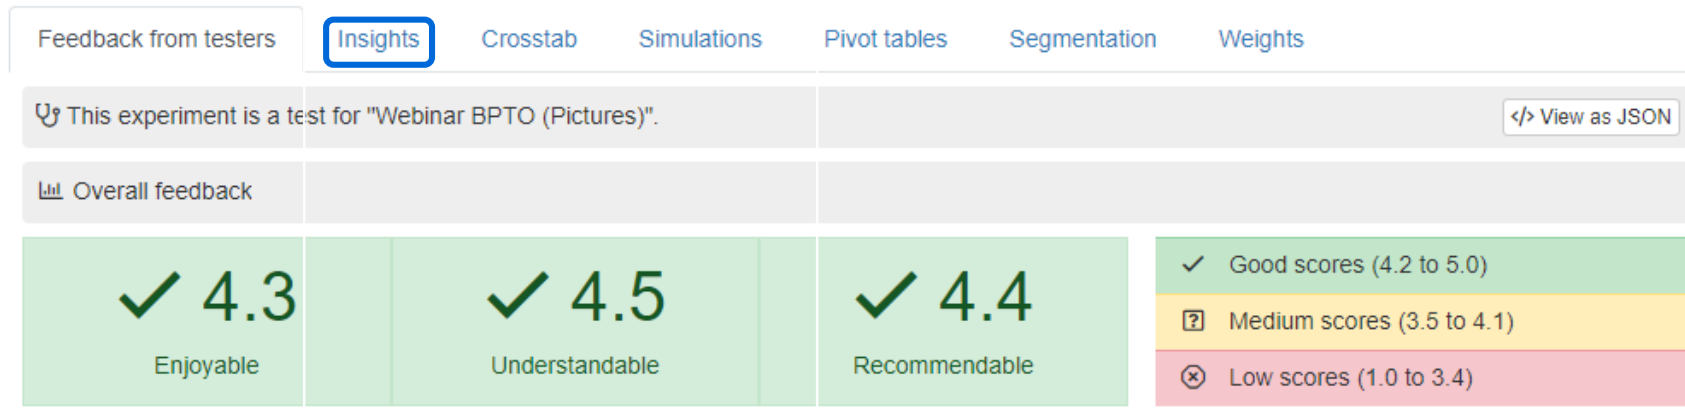 Feedback from testers Insights Crosstab Simulations Pivot tables Segmentation Weights
This experiment is a test for "Webinar BPTO (Pictures)".
</> View as JSON
Overall feedback
4.3
Enjoyable
4.5
Understandable
4.4
Recommendable
Good scores (4.2 to 5.0)
Medium scores (3.5 to 4.1)
Low scores (1.0 to 3.4)